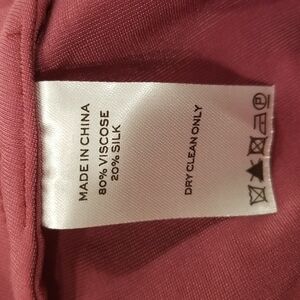 MADE IN CHINA
80% VISCOSE
20% SILK
DRY CLEAN ONLY
P